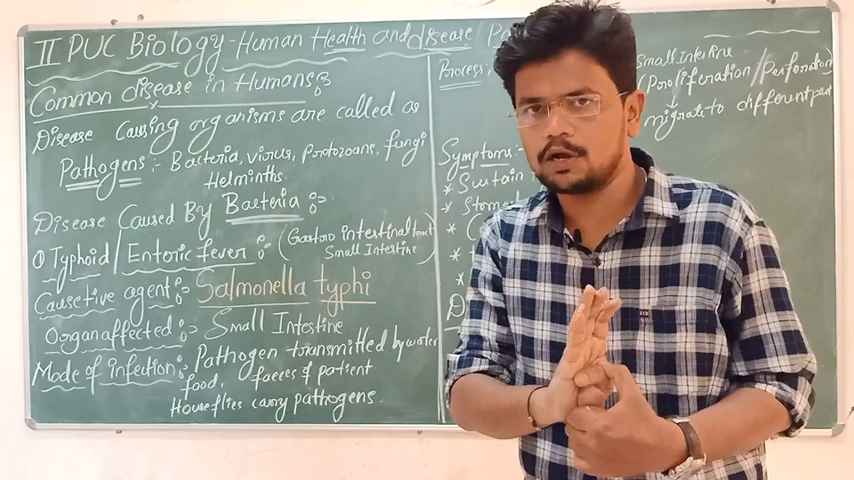 II PUC Biology - Human Health and disease / Pa
Common disease in Humans:-
Disease Causing organisms are called as
Pathogens :- Bacteria, virus, Protozoans, fungi
Helminths.
Disease Caused By Bacteria :-
① Typhoid / Enteric fever :- (Gastoro intestinal tract
Small Intestine)
Causetive agent :- Salmonella typhi
Organ affected :- Small Intestine
Mode of infection :- Pathogen transmitted by water
food, faeces of patient
Houseflies carry pathogens.
Process :
Small Intestine
(Proliferation / Perforation)
migrate to different part
Symptoms :-
* Sustain
* Stom
*
*
*
D